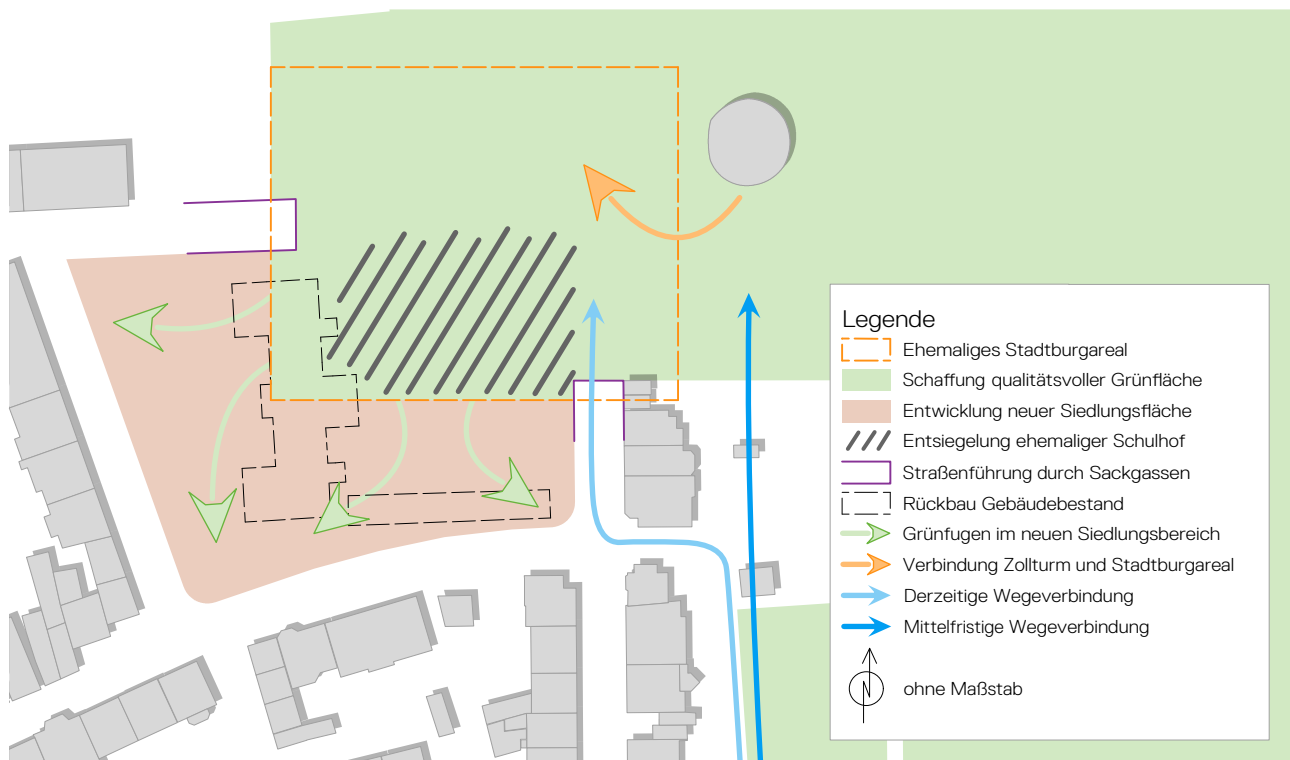 Legende
Ehemaliges Stadtburgareal
Schaffung qualitätsvoller Grünfläche
Entwicklung neuer Siedlungsfläche
Entsiegelung ehemaliger Schulhof
Straßenführung durch Sackgassen
Rückbau Gebäudebestand
Grünfugen im neuen Siedlungsbereich
Verbindung Zollturm und Stadtburgareal
Derzeitige Wegeverbindung
Mittelfristige Wegeverbindung
N
ohne Maßstab